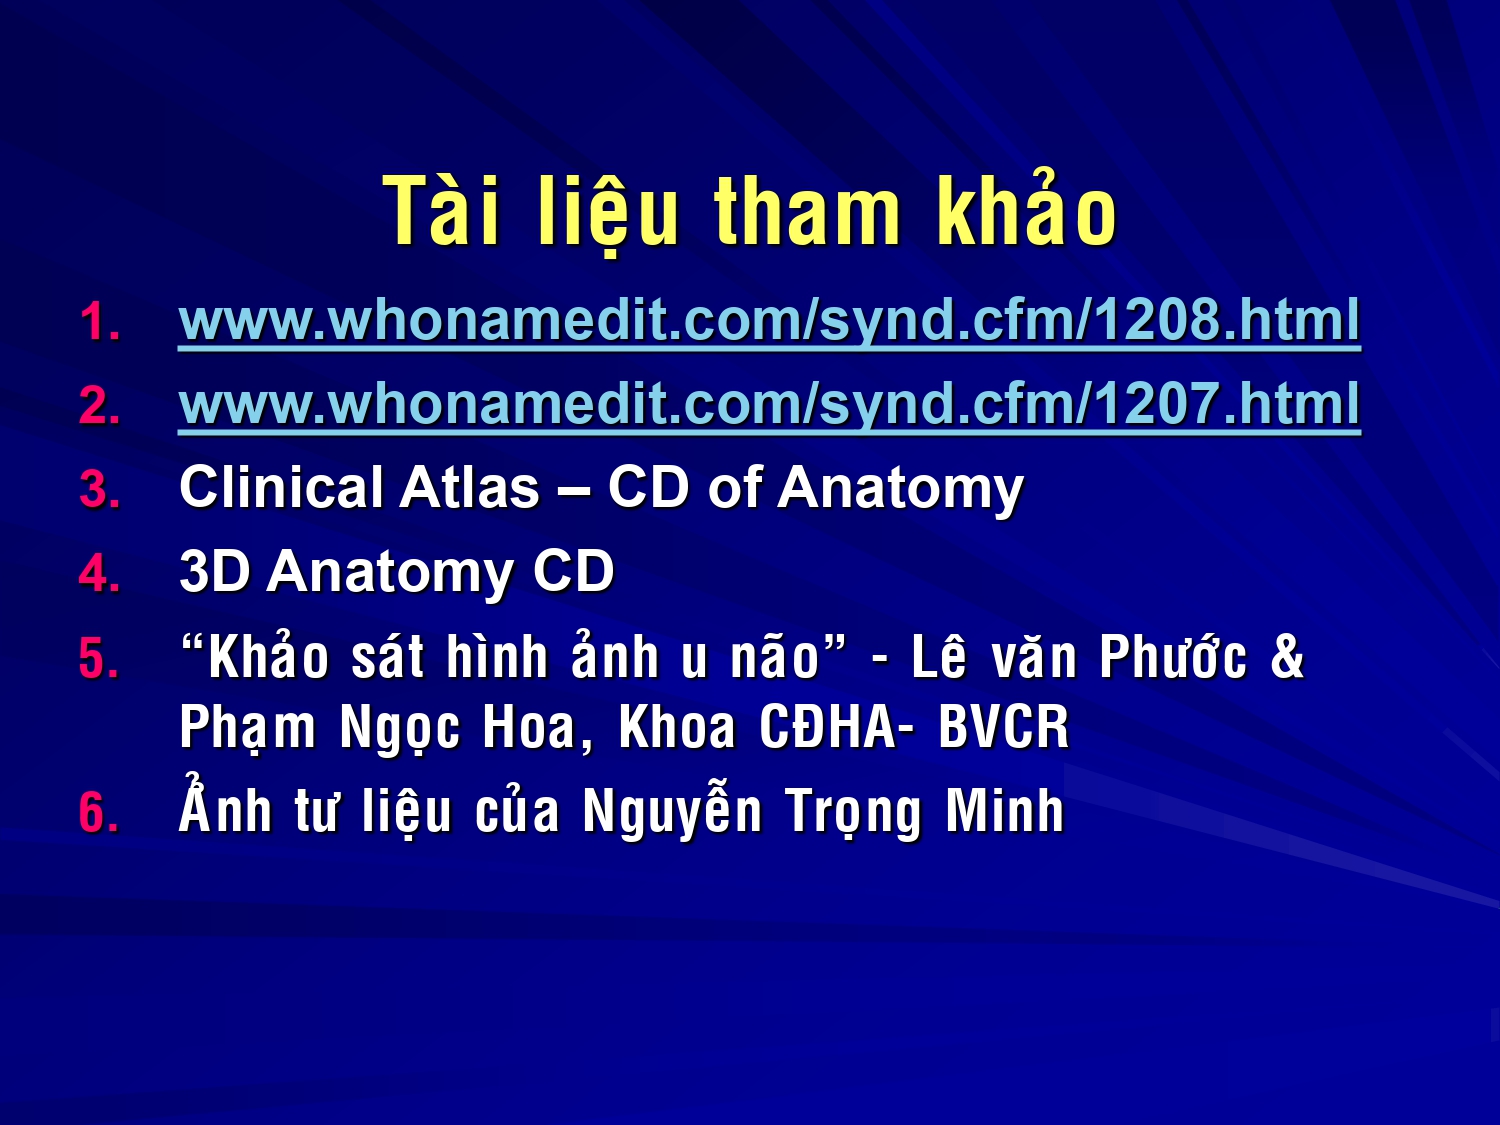 Tài liệu tham khảo
1. www.whonamedit.com/synd.cfm/1208.html
2. www.whonamedit.com/synd.cfm/1207.html
3. Clinical Atlas – CD of Anatomy
4. 3D Anatomy CD
5. “Khảo sát hình ảnh u não” - Lê văn Phước &
Phạm Ngọc Hoa, Khoa CĐHA- BVCR
6. Ảnh tư liệu của Nguyễn Trọng Minh